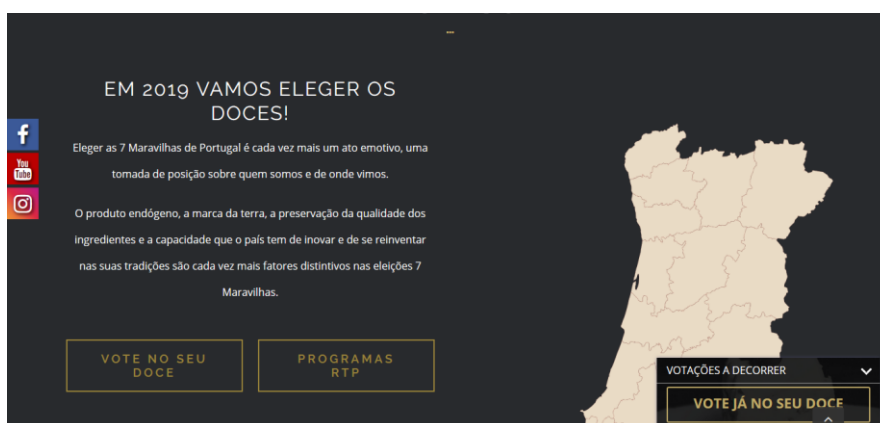 EM 2019 VAMOS ELEGER OS
DOCES!
Eleger as 7 Maravilhas de Portugal é cada vez mais um ato emotivo, uma
tomada de posição sobre quem somos e de onde vimos.
O produto endógeno, a marca da terra, a preservação da qualidade dos
ingredientes e a capacidade que o país tem de inovar e de se reinventar
nas suas tradições são cada vez mais fatores distintivos nas eleições 7
Maravilhas.
VOTE NO SEU
DOCE
PROGRAMAS
RTP
You
Tube
VOTAÇÕES A DECORRER
VOTE JÁ NO SEU DOCE